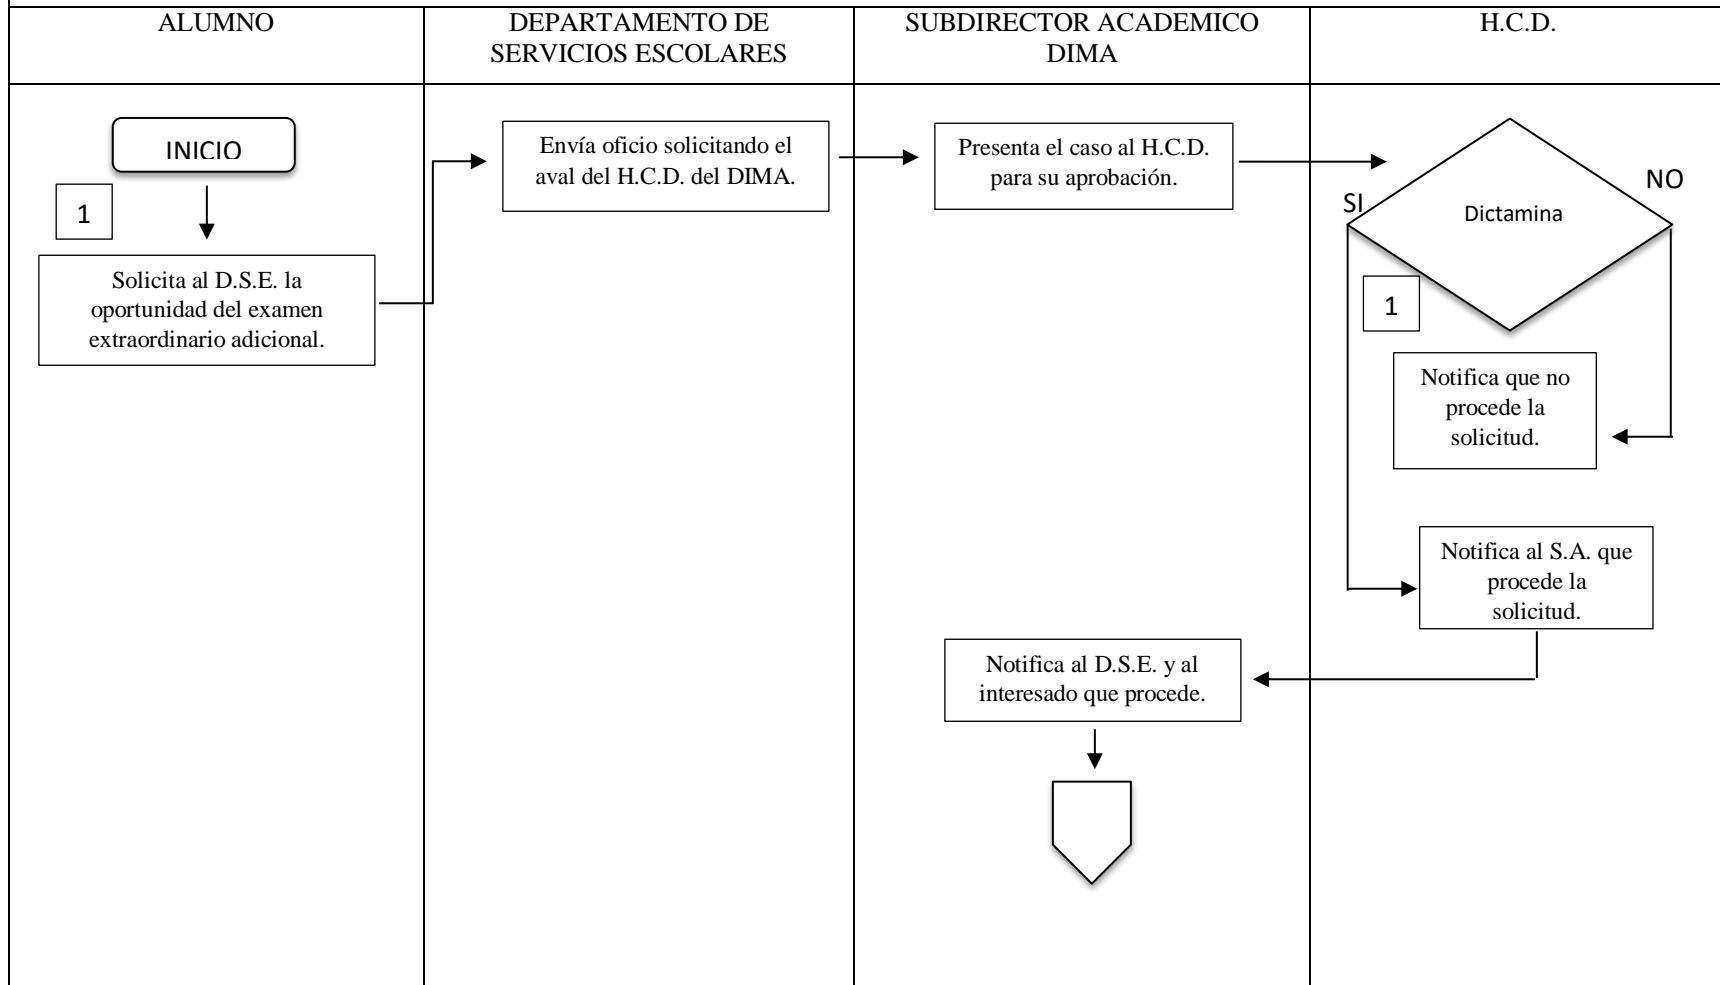 ALUMNO
DEPARTAMENTO DE
SERVICIOS ESCOLARES
SUBDIRECTOR ACADEMICO
DIMA
H.C.D.
INICIO
1
Solicita al D.S.E. la
oportunidad del examen
extraordinario adicional.
Envía oficio solicitando el
aval del H.C.D. del DIMA.
Presenta el caso al H.C.D.
para su aprobación.
SI
Dictamina
NO
1
Notifica que no
procede la
solicitud.
Notifica al S.A. que
procede la
solicitud.
Notifica al D.S.E. y al
interesado que procede.